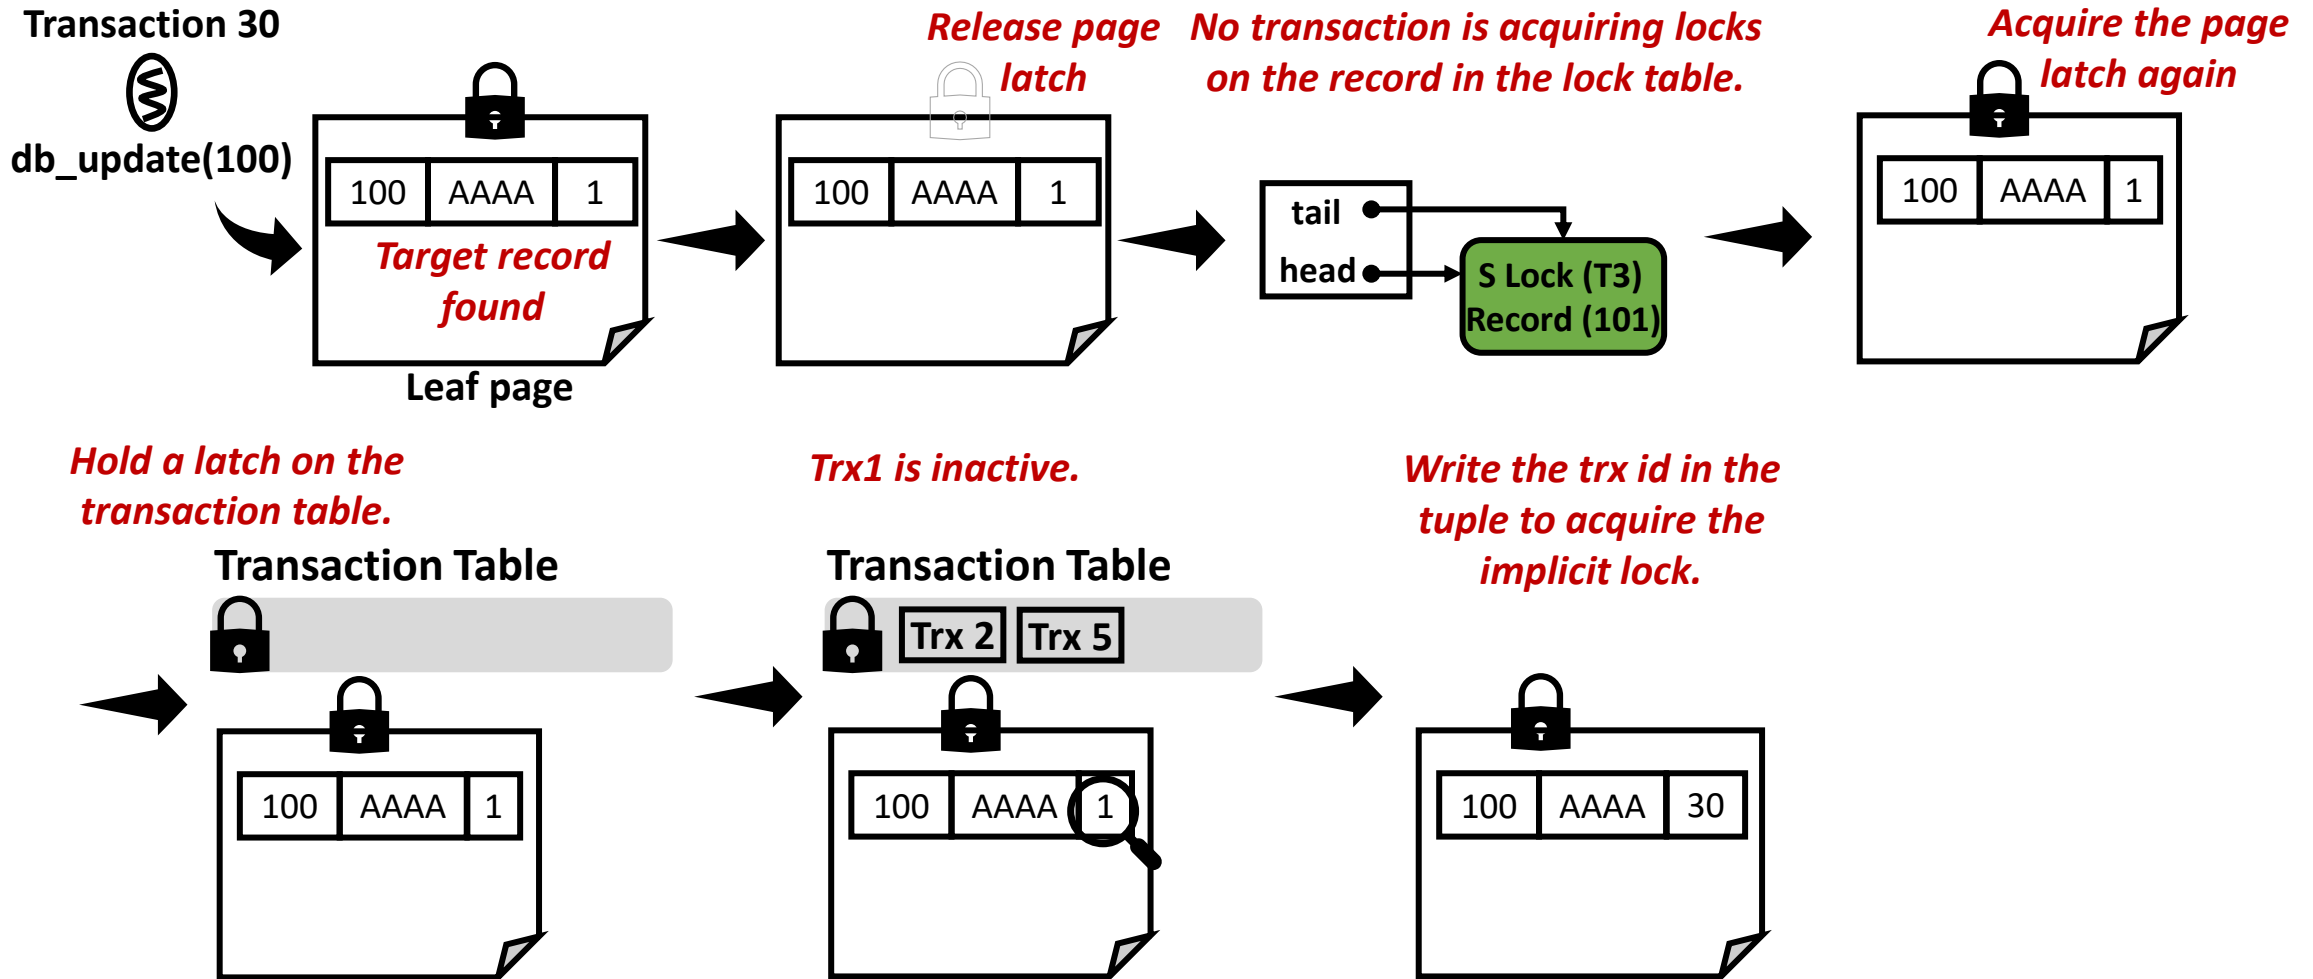 Transaction 30
db_update(100)
100 AAAA 1
Target record
found
Leaf page
Release page
latch
100 AAAA 1
No transaction is acquiring locks
on the record in the lock table.
tail
head
S Lock (T3)
Record (101)
Acquire the page
latch again
100 AAAA 1
Hold a latch on the
transaction table.
Transaction Table
100 AAAA 1
Trx1 is inactive.
Transaction Table
Trx 2 Trx 5
100 AAAA 1
Write the trx id in the
tuple to acquire the
implicit lock.
100 AAAA 30